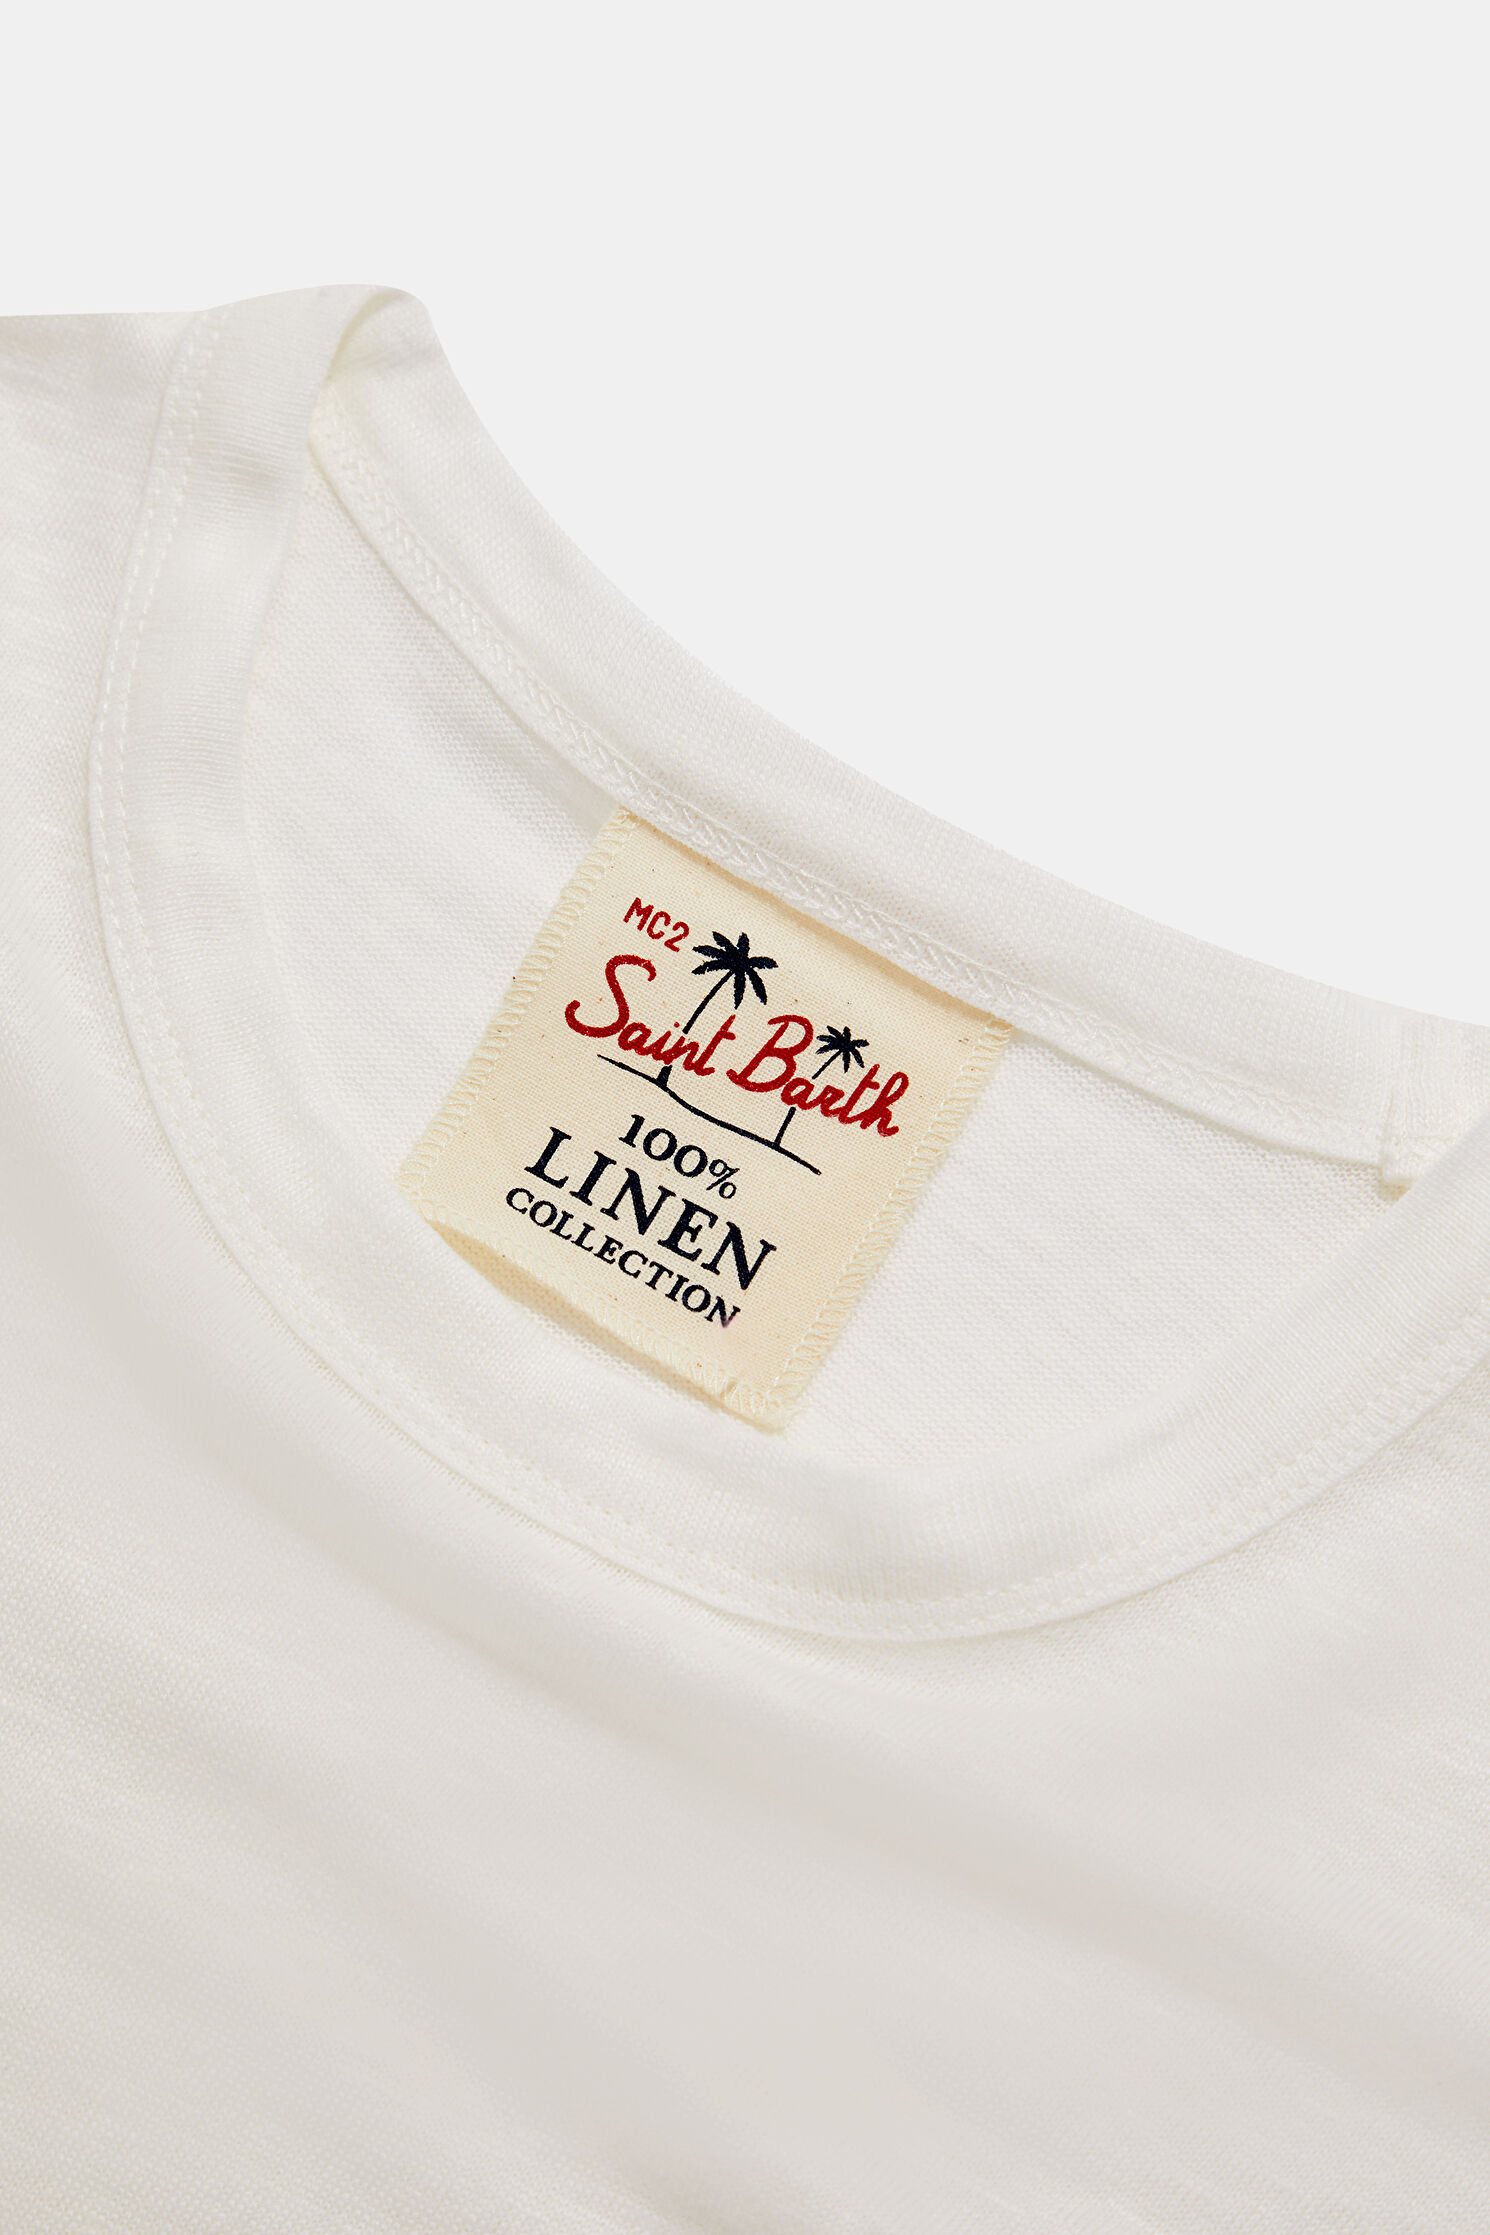 MC2
Saint Barth
100%
LINEN
COLLECTION